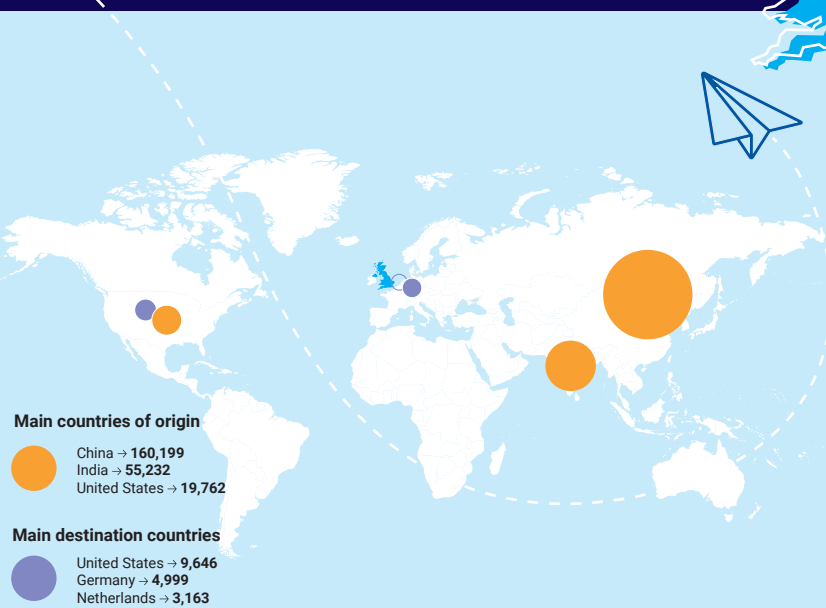 Main countries of origin
China → 160,199
India → 55,232
United States → 19,762
Main destination countries
United States → 9,646
Germany → 4,999
Netherlands → 3,163